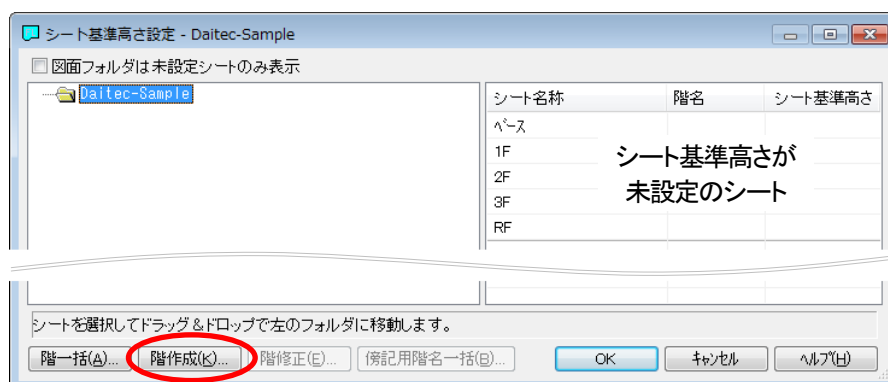 シート基準高さ設定 - Daitec-Sample
図面フォルダは未設定シートのみ表示
Daitec-Sample
シート名称 階名 シート基準高さ
ﾍﾞｰｽ
1F
2F
3F
RF
シート基準高さが
未設定のシート
シートを選択してドラッグ&ドロップで左のフォルダに移動します。
階一括(A)... 階作成(K)... 階修正(E)... 傍記用階名一括(B)... OK ｷｬﾝｾﾙ ﾍﾙﾌﾟ(H)